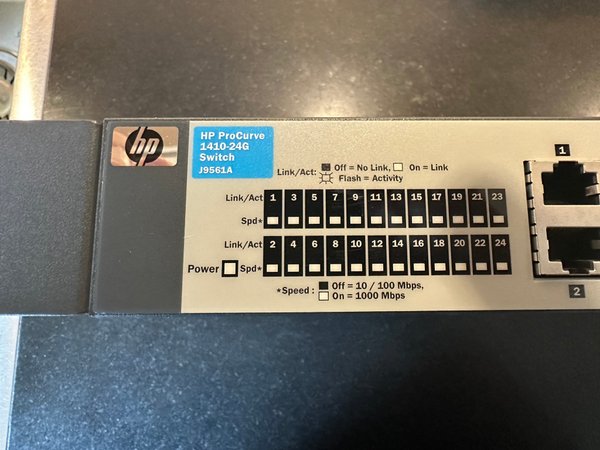 hp
HP ProCurve
1410-24G
Switch
J9561A
Link/Act: Off = No Link, On = Link
Flash = Activity
Link/Act 1 3 5 7 9 11 13 15 17 19 21 23
Spd*
Link/Act 2 4 6 8 10 12 14 16 18 20 22 24
Power Spd*
*Speed : Off = 10 / 100 Mbps,
On = 1000 Mbps
1
2